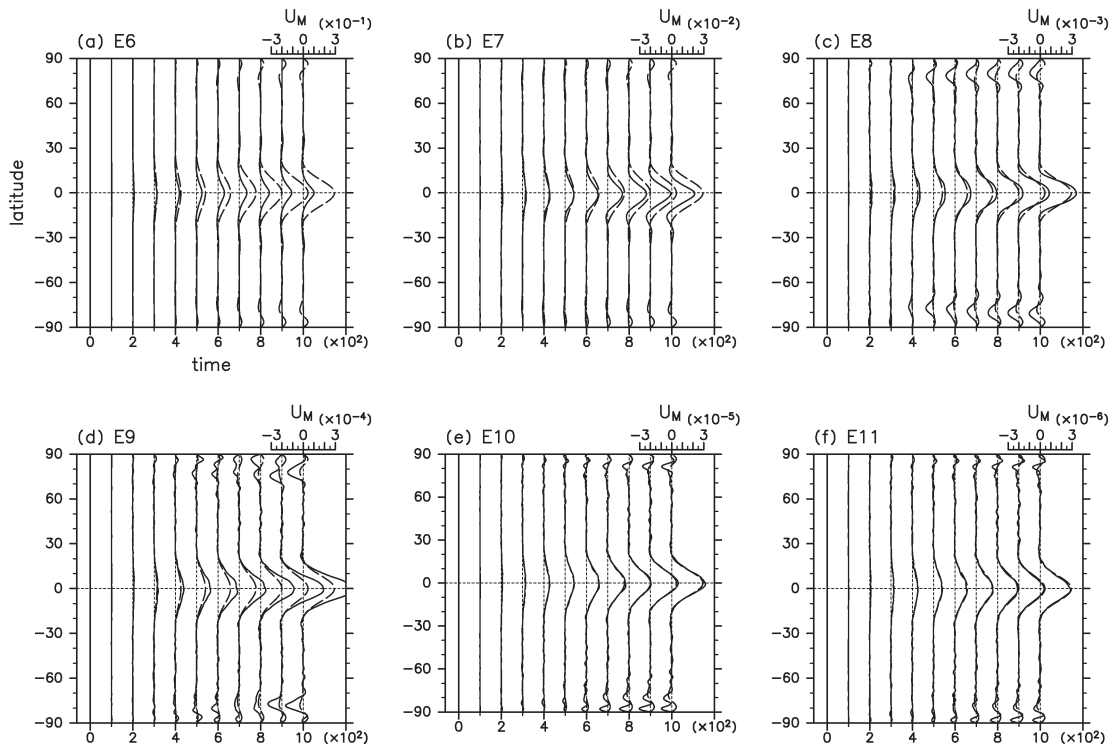 U_M (×10⁻¹)
(a) E6
−3 0 3
90
60
30
0
−30
−60
−90
latitude
0 2 4 6 8 10 (×10²)
time
U_M (×10⁻²)
(b) E7
−3 0 3
90
60
30
0
−30
−60
−90
0 2 4 6 8 10 (×10²)
U_M (×10⁻³)
(c) E8
−3 0 3
90
60
30
0
−30
−60
−90
0 2 4 6 8 10 (×10²)
U_M (×10⁻⁴)
(d) E9
−3 0 3
90
60
30
0
−30
−60
−90
0 2 4 6 8 10 (×10²)
U_M (×10⁻⁵)
(e) E10
−3 0 3
90
60
30
0
−30
−60
−90
0 2 4 6 8 10 (×10²)
U_M (×10⁻⁶)
(f) E11
−3 0 3
90
60
30
0
−30
−60
−90
0 2 4 6 8 10 (×10²)